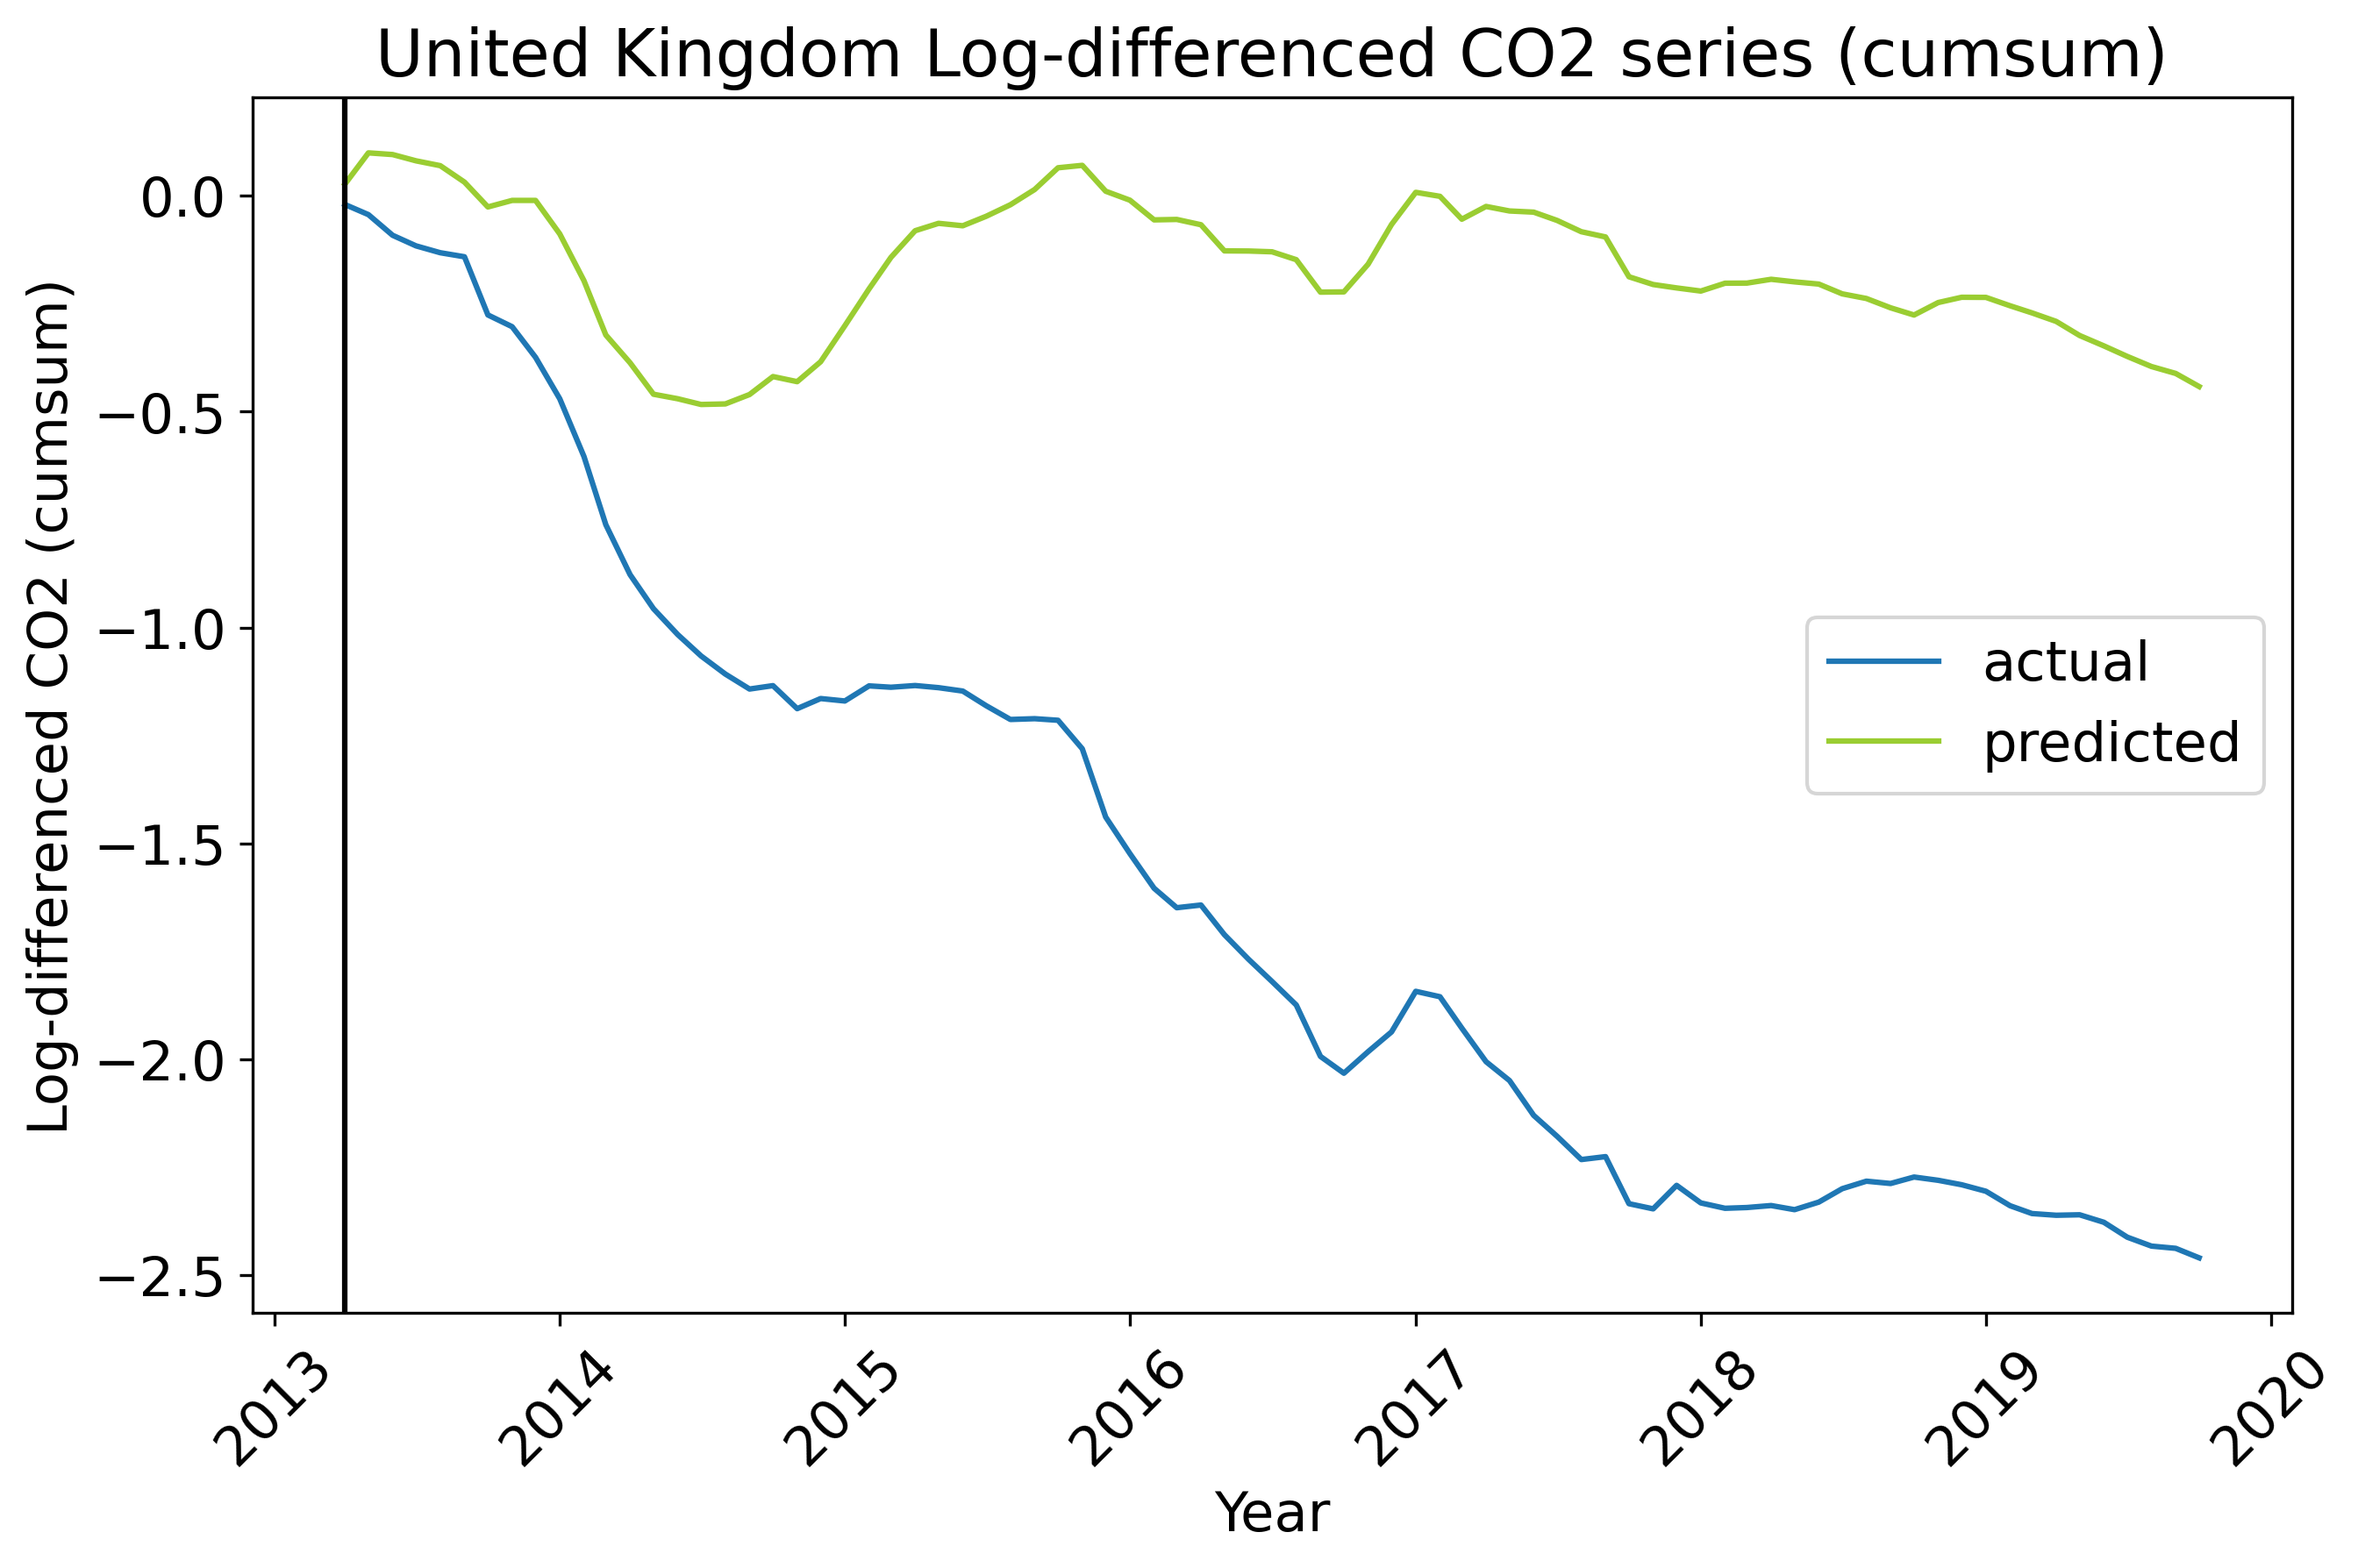 United Kingdom Log-differenced CO2 series (cumsum)
Log-differenced CO2 (cumsum)
0.0
−0.5
−1.0
−1.5
−2.0
−2.5
actual
predicted
2013
2014
2015
2016
2017
2018
2019
2020
Year